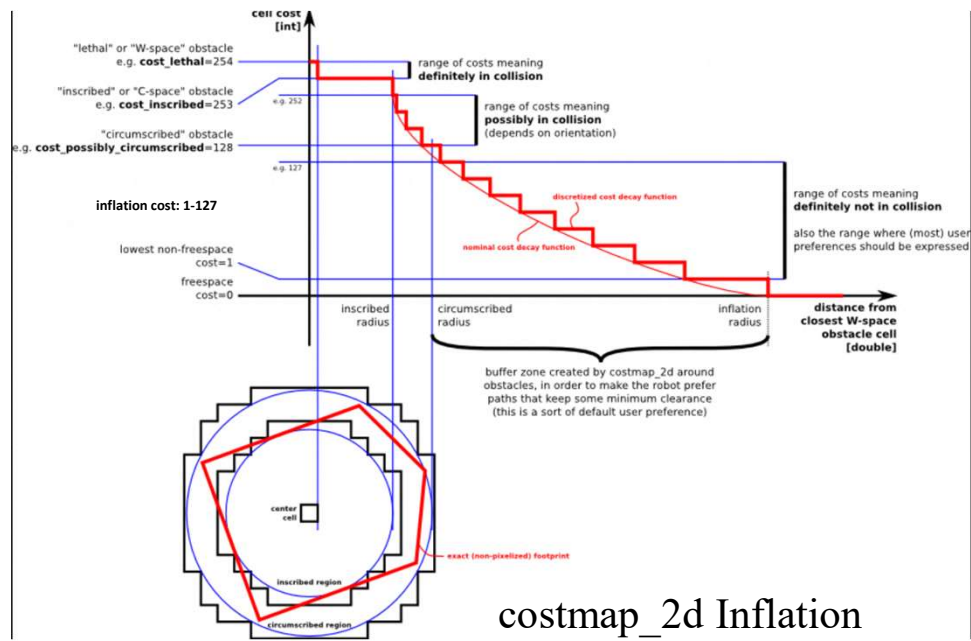 cell cost
[int]
"lethal" or "W-space" obstacle
e.g. cost_lethal=254
range of costs meaning
definitely in collision
"inscribed" or "C-space" obstacle
e.g. cost_inscribed=253
e.g. 252
range of costs meaning
possibly in collision
(depends on orientation)
"circumscribed" obstacle
e.g. cost_possibly_circumscribed=128
e.g. 127
inflation cost: 1-127
discretized cost decay function
nominal cost decay function
range of costs meaning
definitely not in collision
also the range where (most) user
preferences should be expressed
lowest non-freespace
cost=1
freespace
cost=0
inscribed
radius
circumscribed
radius
inflation
radius
distance from
closest W-space
obstacle cell
[double]
buffer zone created by costmap_2d around
obstacles, in order to make the robot prefer
paths that keep some minimum clearance
(this is a sort of default user preference)
center
cell
exact (non-pixelized) footprint
inscribed region
circumscribed region
costmap_2d Inflation